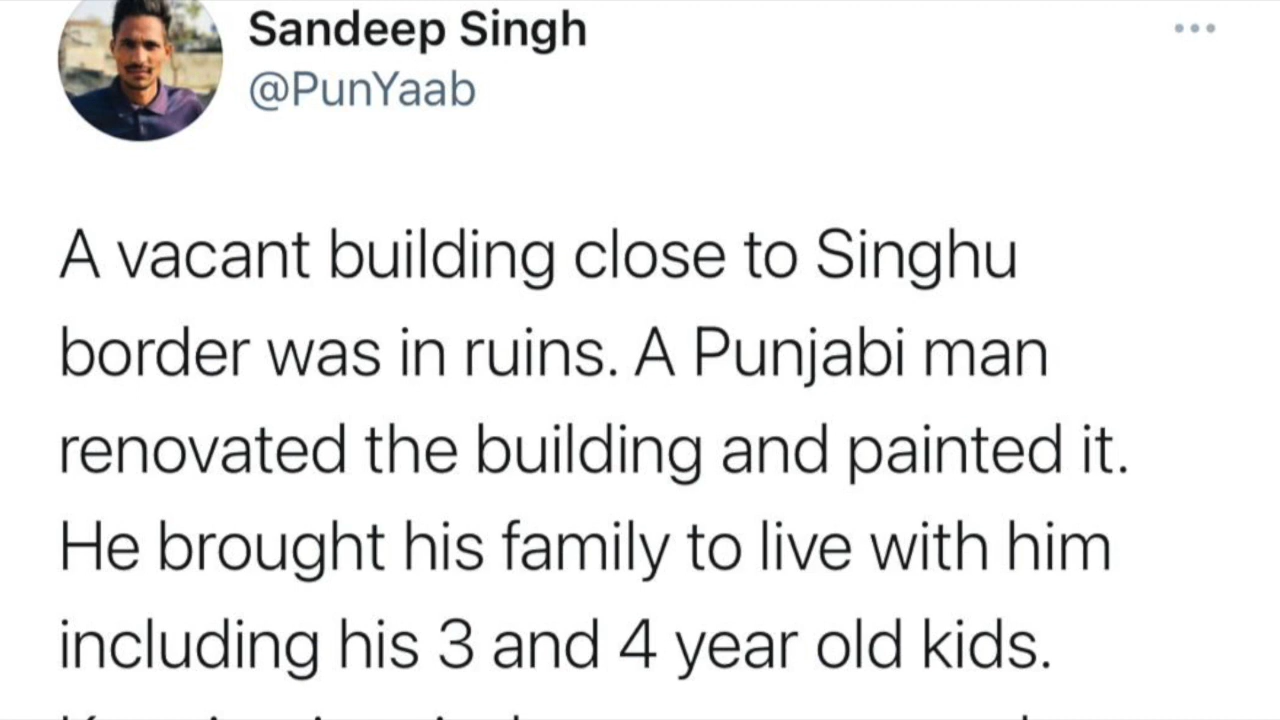 Sandeep Singh
@PunYaab
A vacant building close to Singhu
border was in ruins. A Punjabi man
renovated the building and painted it.
He brought his family to live with him
including his 3 and 4 year old kids.